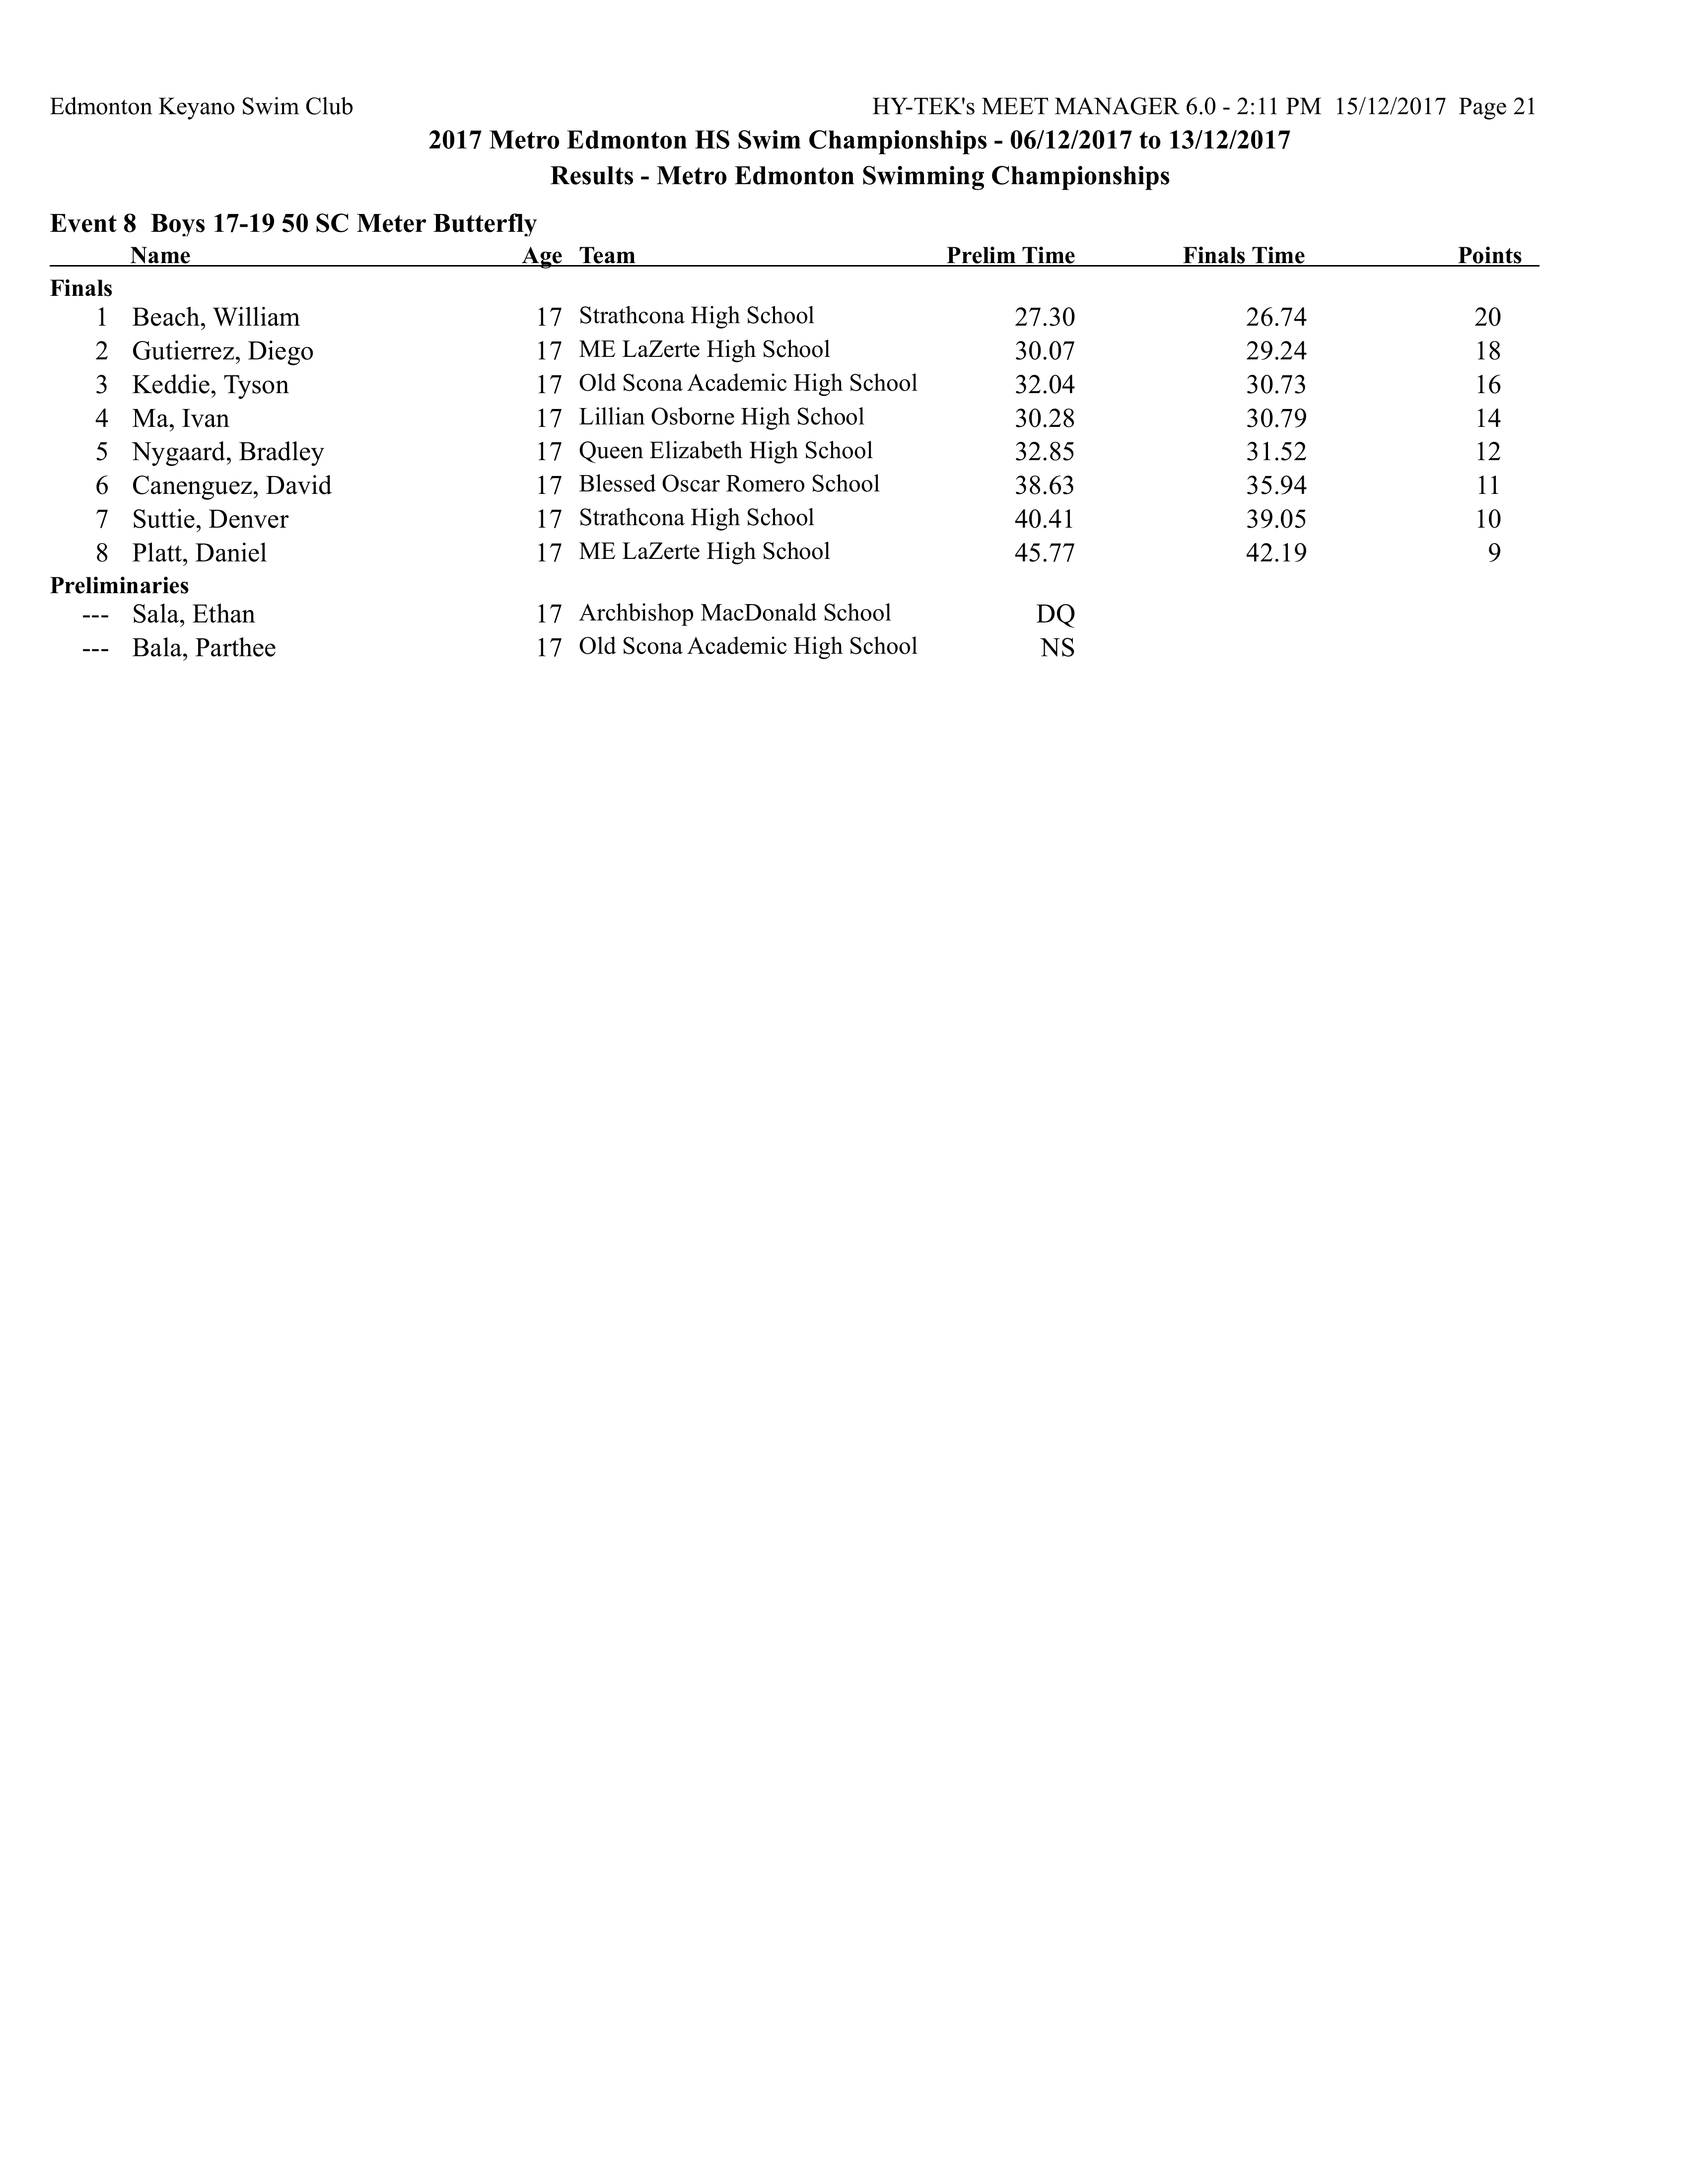 Edmonton Keyano Swim Club HY-TEK's MEET MANAGER 6.0 - 2:11 PM 15/12/2017 Page 21
2017 Metro Edmonton HS Swim Championships - 06/12/2017 to 13/12/2017
Results - Metro Edmonton Swimming Championships
Event 8 Boys 17-19 50 SC Meter Butterfly
Name Age Team Prelim Time Finals Time Points
Finals
1 Beach, William 17 Strathcona High School 27.30 26.74 20
2 Gutierrez, Diego 17 ME LaZerte High School 30.07 29.24 18
3 Keddie, Tyson 17 Old Scona Academic High School 32.04 30.73 16
4 Ma, Ivan 17 Lillian Osborne High School 30.28 30.79 14
5 Nygaard, Bradley 17 Queen Elizabeth High School 32.85 31.52 12
6 Canenguez, David 17 Blessed Oscar Romero School 38.63 35.94 11
7 Suttie, Denver 17 Strathcona High School 40.41 39.05 10
8 Platt, Daniel 17 ME LaZerte High School 45.77 42.19 9
Preliminaries
--- Sala, Ethan 17 Archbishop MacDonald School DQ
--- Bala, Parthee 17 Old Scona Academic High School NS